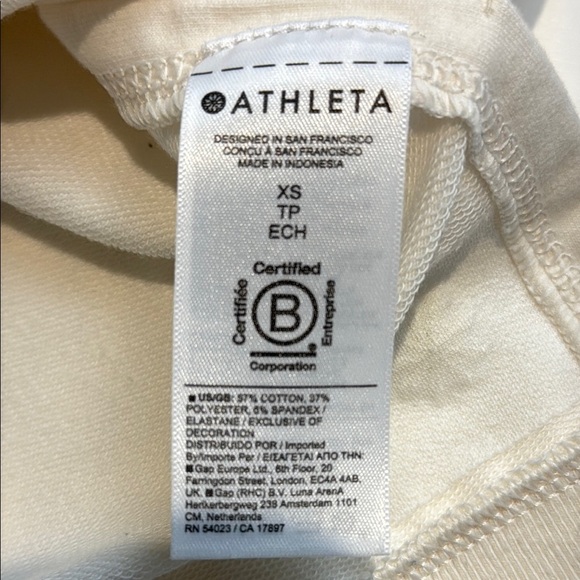 ATHLETA
DESIGNED IN SAN FRANCISCO
CONÇU À SAN FRANCISCO
MADE IN INDONESIA
XS
TP
ECH
Certified
Certifiée
B
Entreprise
Corporation
US/GB: 57% COTTON, 37%
POLYESTER, 6% SPANDEX /
ELASTANE / EXCLUSIVE OF
DECORATION
DISTRIBUIDO POR / Imported
By/Importe Per / ΕΙΣΑΓΕΤΑΙ ΑΠΟ ΤΗΝ:
Gap Europe Ltd., 6th Floor, 20
Farringdon Street, London, EC4A 4AB,
UK. Gap (RHC) B.V. Luna ArenA
Herikerbergweg 238 Amsterdam 1101
CM, Netherlands
RN 54023 / CA 17897